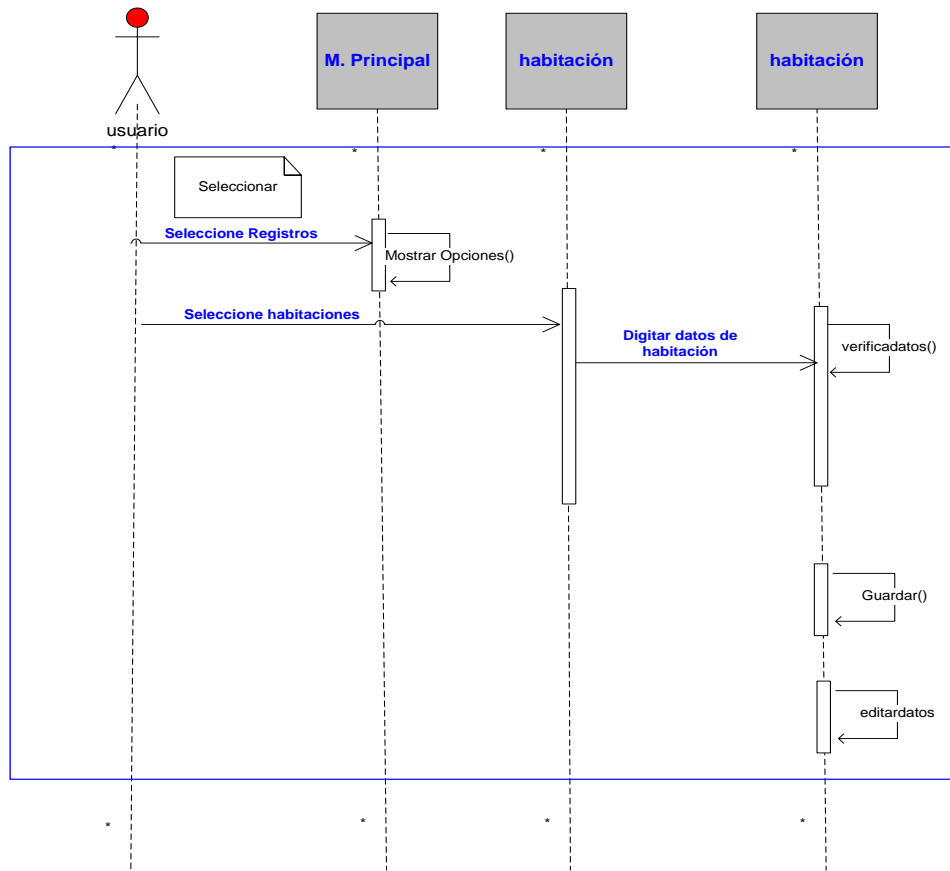 M. Principal
habitación
habitación
usuario
*
*
*
*
Seleccionar
Seleccione Registros
Mostrar Opciones()
Seleccione habitaciones
Digitar datos de
habitación
verificadatos()
Guardar()
editardatos
*
*
*
*